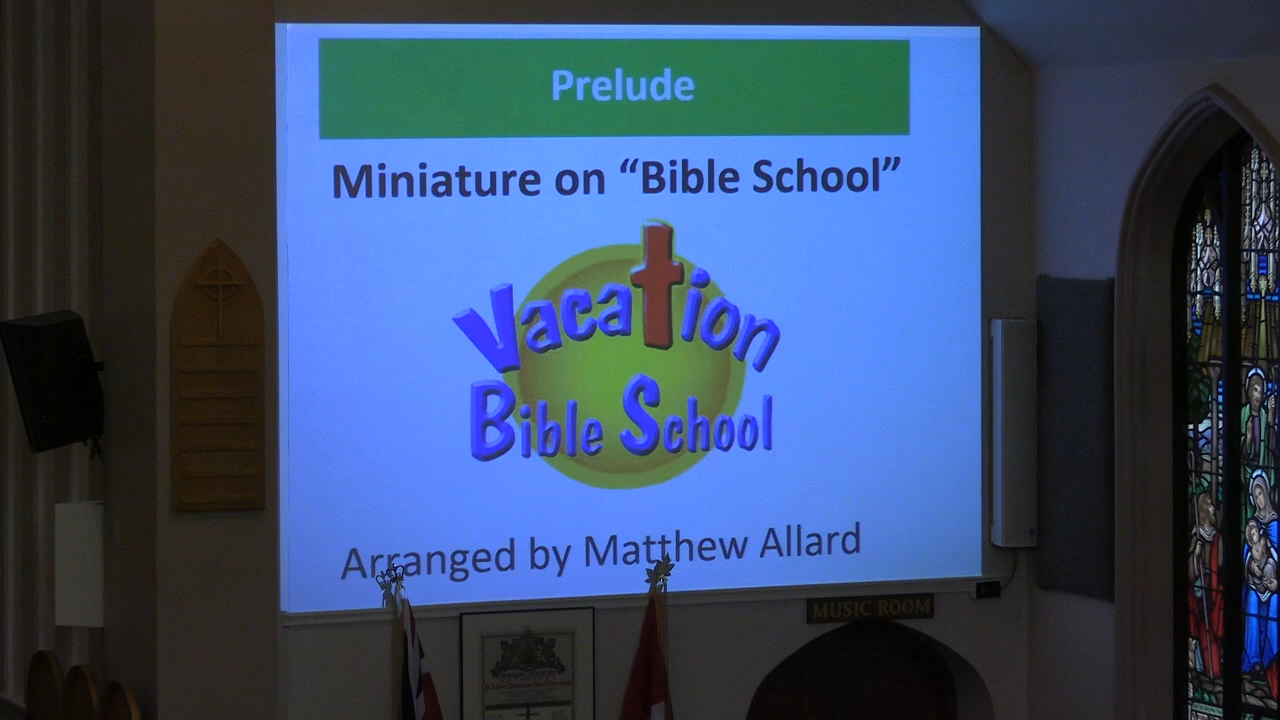 Prelude
Miniature on “Bible School”
Vacation
Bible School
Arranged by Matthew Allard
MUSIC ROOM